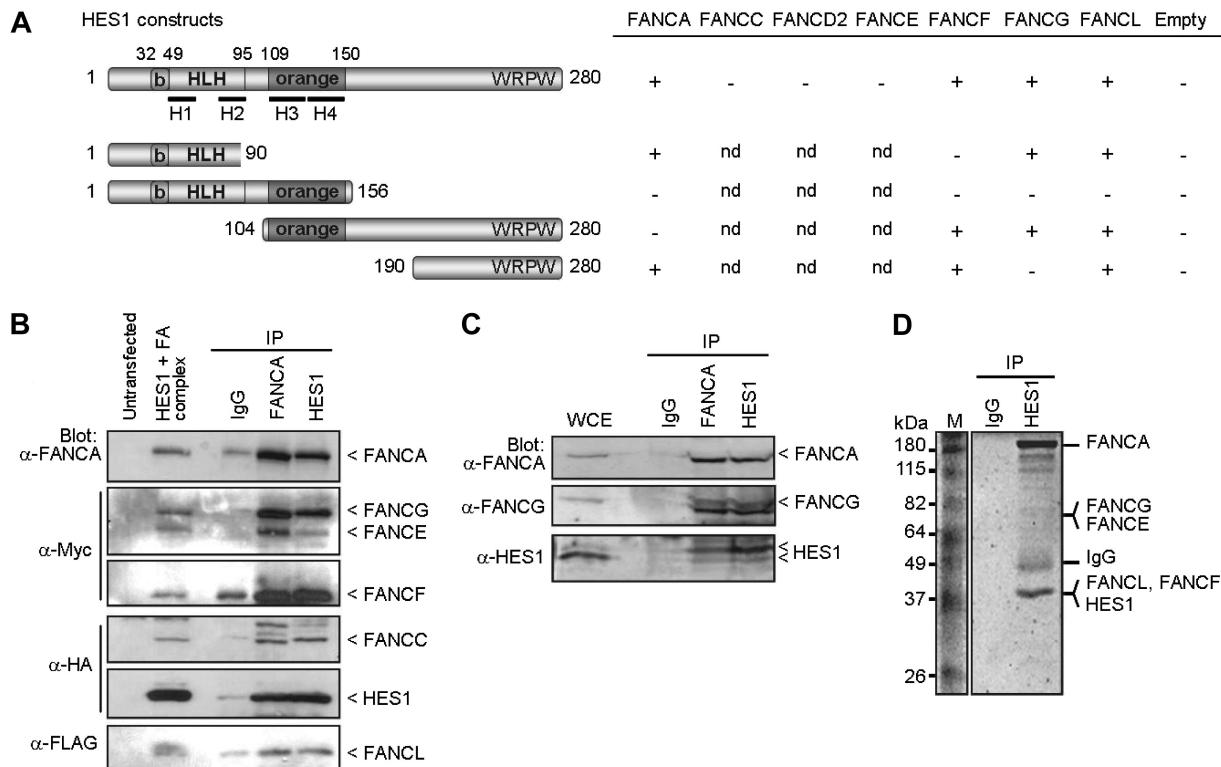 A
HES1 constructs
FANCA FANCC FANCD2 FANCE FANCF FANCG FANCL Empty
32 49 95 109 150
1 b HLH orange WRPW 280 + - - - + + + -
H1 H2 H3 H4
1 b HLH 90 + nd nd nd - + + -
1 b HLH orange 156 - nd nd nd - - - -
104 orange WRPW 280 - nd nd nd + + + -
190 WRPW 280 + nd nd nd + - + -
B
IP
Untransfected
HES1 + FA
complex
IgG
FANCA
HES1
Blot:
α-FANCA
< FANCA
α-Myc
< FANCG
< FANCE
< FANCF
α-HA
< FANCC
< HES1
α-FLAG
< FANCL
C
IP
WCE
IgG
FANCA
HES1
Blot:
α-FANCA
< FANCA
α-FANCG
< FANCG
α-HES1
<
< HES1
D
IP
kDa
M
IgG
HES1
180
115
82
64
49
37
26
FANCA
FANCG
FANCE
IgG
FANCL, FANCF
HES1